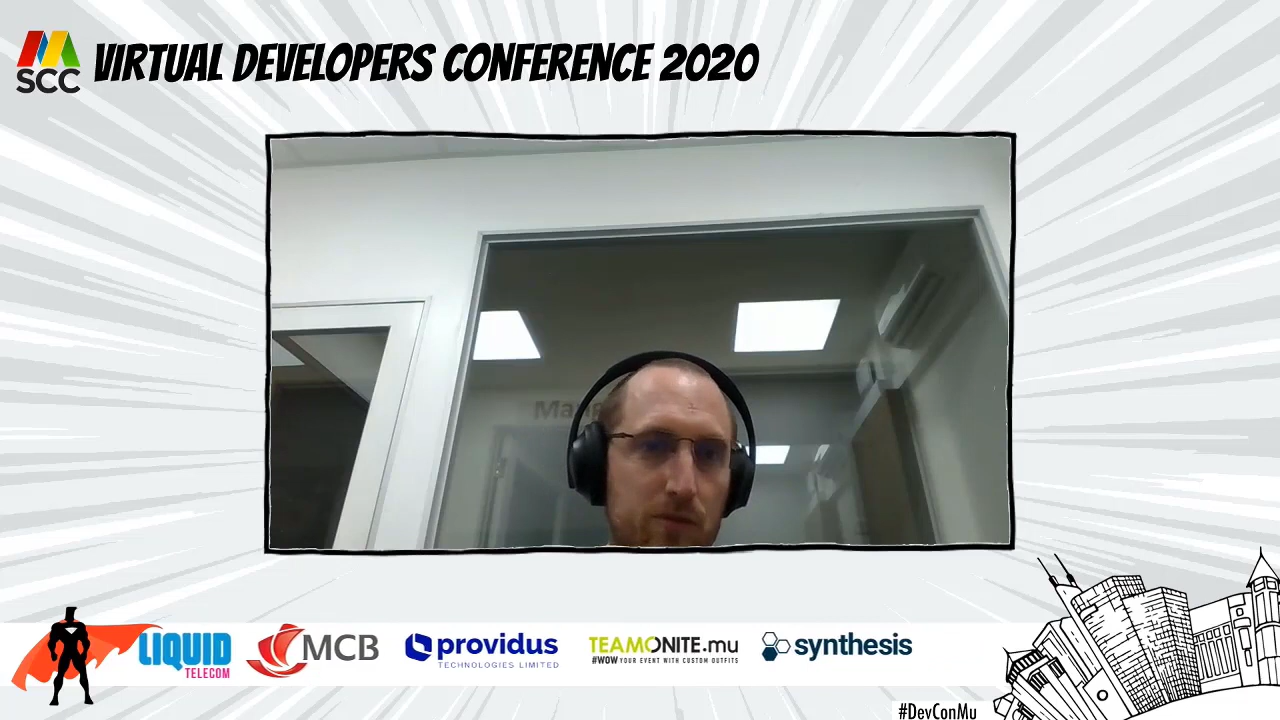 SCC
VIRTUAL DEVELOPERS CONFERENCE 2020
LIQUID
TELECOM
MCB
providus
TECHNOLOGIES LIMITED
TEAMONITE.mu
#WOW YOUR EVENT WITH CUSTOM OUTFITS
synthesis
#DevConMu